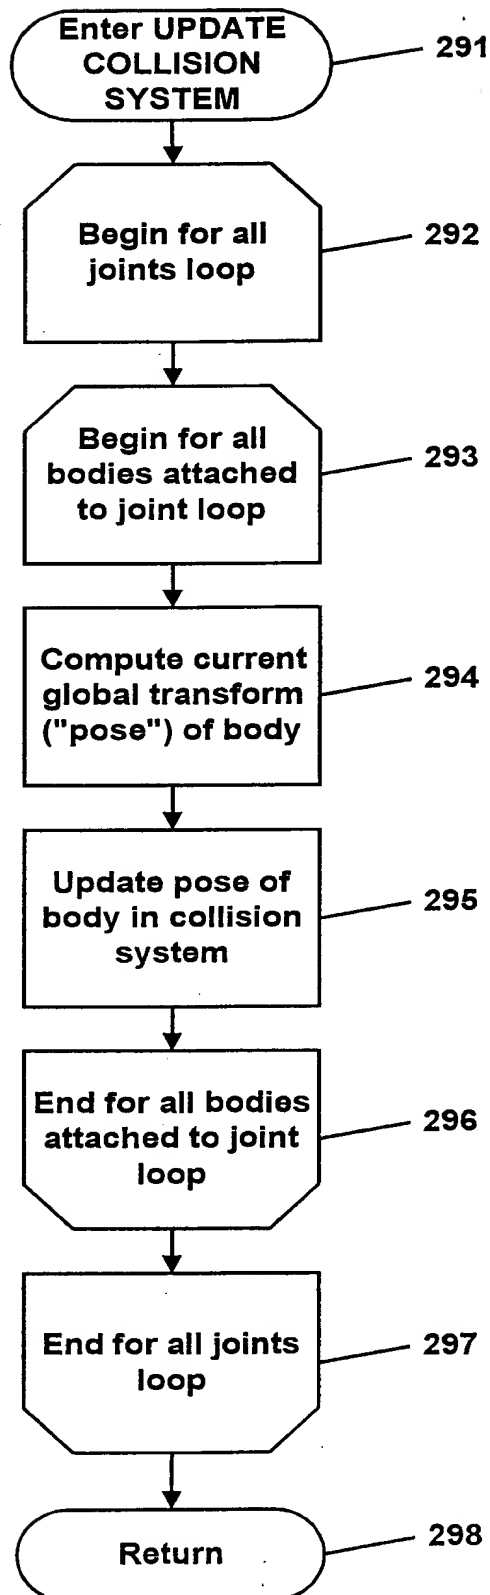 Enter UPDATE
COLLISION
SYSTEM
291
Begin for all
joints loop
292
Begin for all
bodies attached
to joint loop
293
Compute current
global transform
("pose") of body
294
Update pose of
body in collision
system
295
End for all bodies
attached to joint
loop
296
End for all joints
loop
297
Return
298